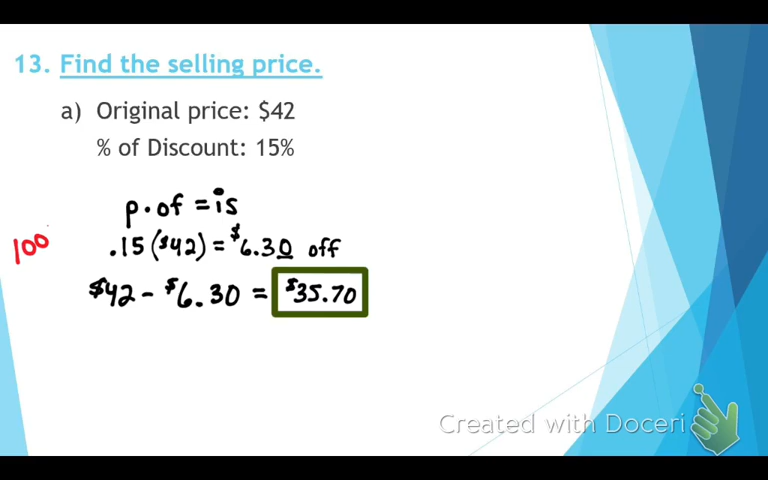 13. Find the selling price.
a) Original price: $42
% of Discount: 15%
p.of = is
100
.15($42) = $6.30 off
$42 - $6.30 = $35.70
Created with Doceri